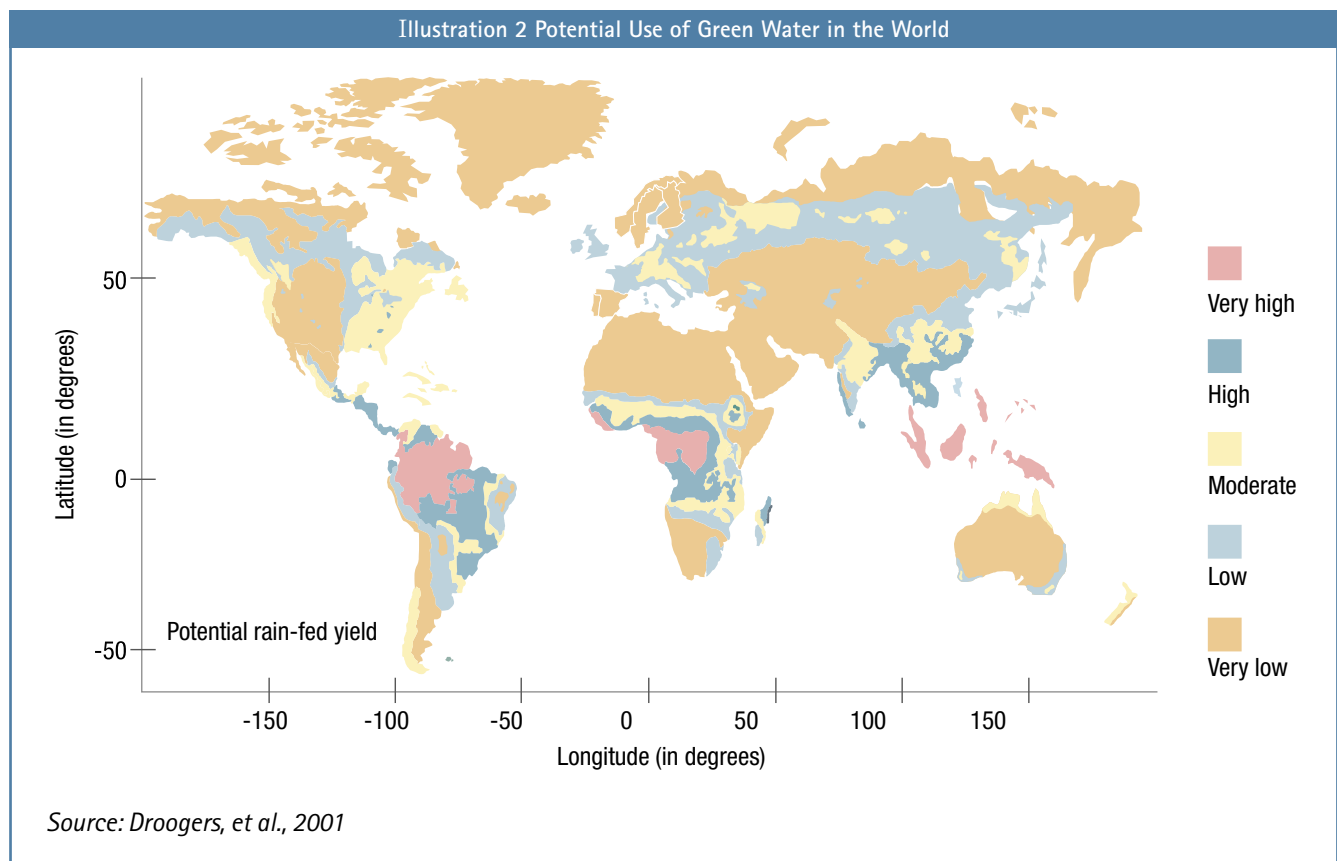 Illustration 2 Potential Use of Green Water in the World
Latitude (in degrees)
50
0
-50
Potential rain-fed yield
-150
-100
-50
0
50
100
150
Longitude (in degrees)
Very high
High
Moderate
Low
Very low
Source: Droogers, et al., 2001